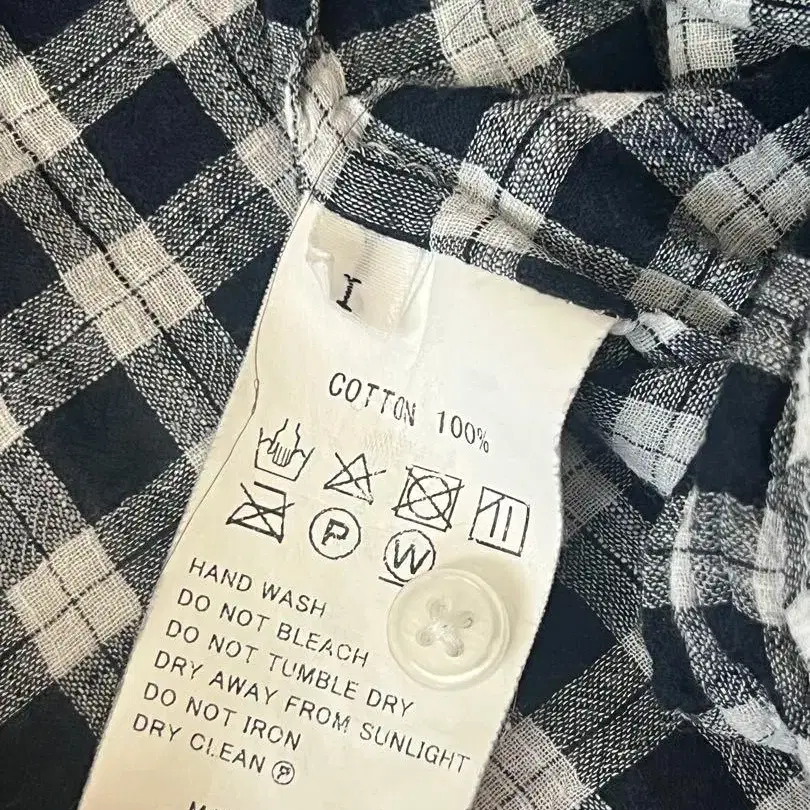 I
COTTON 100%
P W
HAND WASH
DO NOT BLEACH
DO NOT TUMBLE DRY
DRY AWAY FROM SUNLIGHT
DO NOT IRON
DRY CLEAN Ⓟ